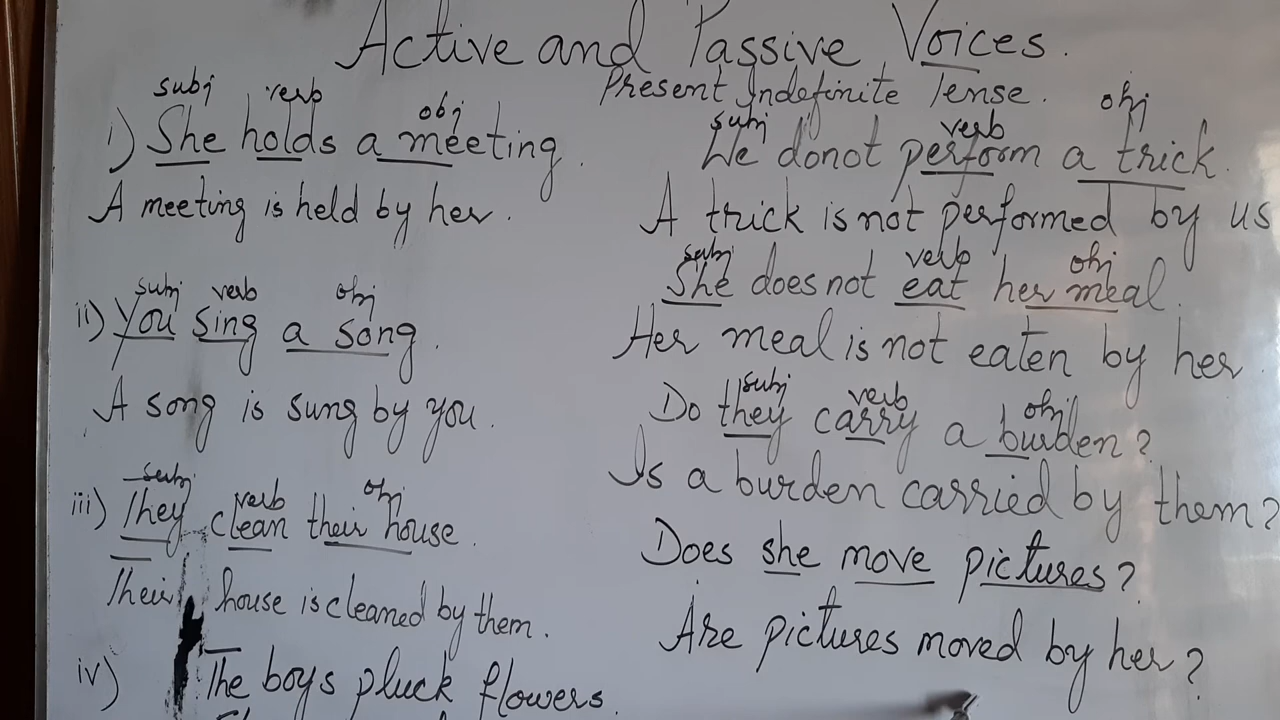 Active and Passive Voices.
Present Indefinite Tense.
subj verb obj
i) She holds a meeting.
A meeting is held by her.
subj verb obj
ii) You sing a song.
A song is sung by you.
subj verb obj
iii) They clean their house.
Their house is cleaned by them.
iv) The boys pluck flowers.
subj verb obj
We donot perform a trick.
A trick is not performed by us
subj verb obj
She does not eat her meal.
Her meal is not eaten by her.
subj verb obj
Do they carry a burden?
Is a burden carried by them?
Does she move pictures?
Are pictures moved by her?